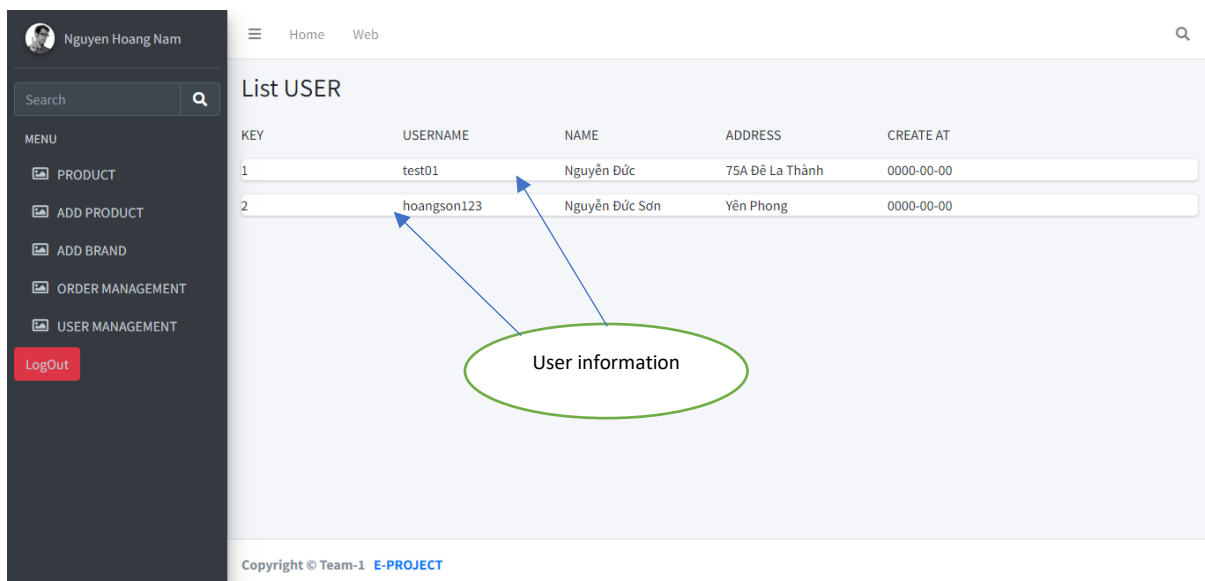 Nguyen Hoang Nam
Home Web
Search
MENU
PRODUCT
ADD PRODUCT
ADD BRAND
ORDER MANAGEMENT
USER MANAGEMENT
LogOut
List USER
KEY USERNAME NAME ADDRESS CREATE AT
1 test01 Nguyễn Đức 75A Đê La Thành 0000-00-00
2 hoangson123 Nguyễn Đức Sơn Yên Phong 0000-00-00
User information
Copyright © Team-1 E-PROJECT